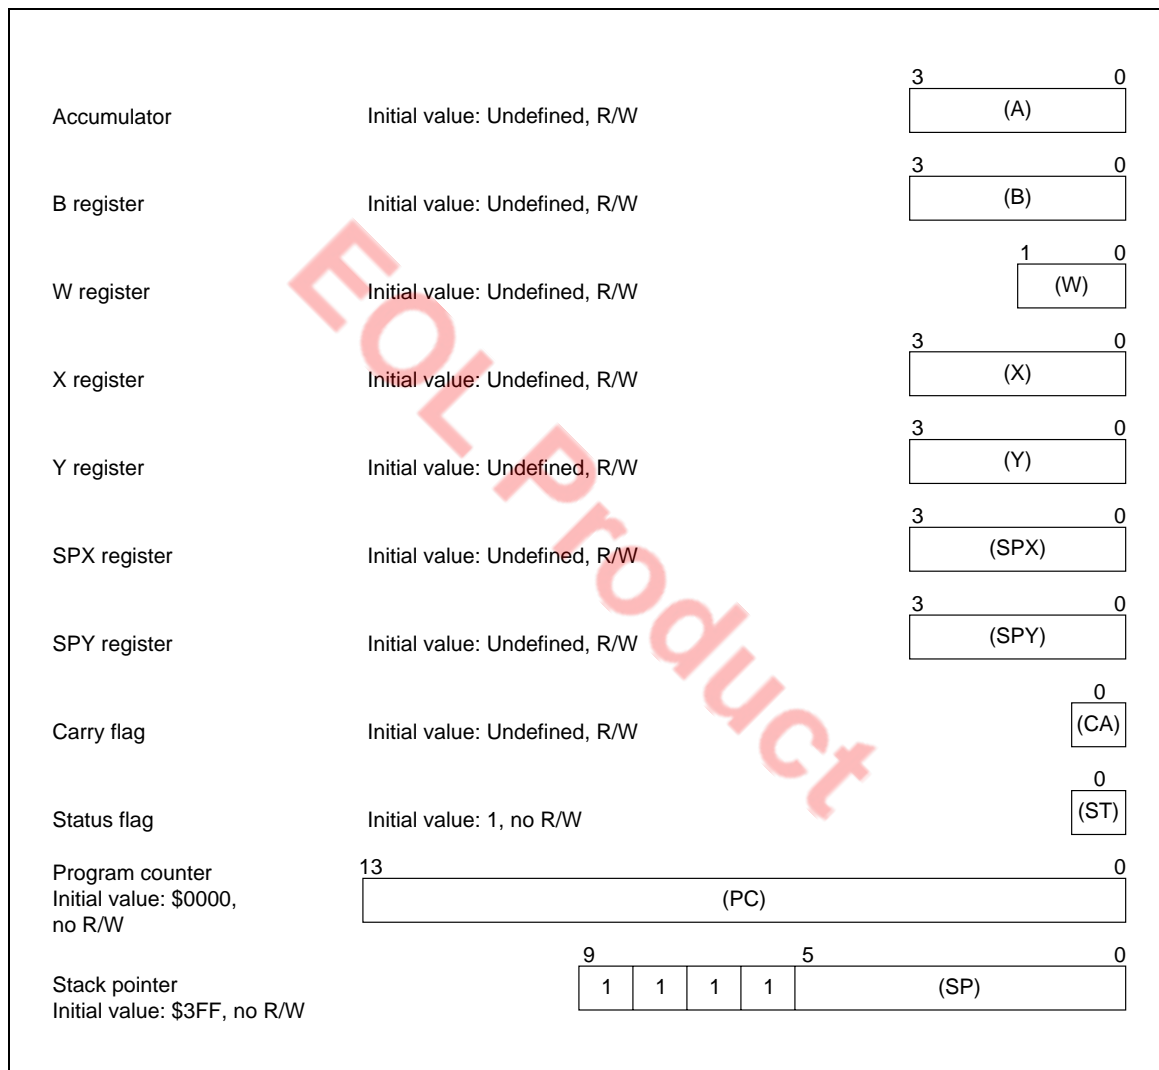 3 0
Accumulator Initial value: Undefined, R/W (A)
3 0
B register Initial value: Undefined, R/W (B)
1 0
W register Initial value: Undefined, R/W (W)
3 0
X register Initial value: Undefined, R/W (X)
3 0
Y register Initial value: Undefined, R/W (Y)
3 0
SPX register Initial value: Undefined, R/W (SPX)
3 0
SPY register Initial value: Undefined, R/W (SPY)
0
Carry flag Initial value: Undefined, R/W (CA)
0
Status flag Initial value: 1, no R/W (ST)
Program counter
Initial value: $0000,
no R/W
13 0
(PC)
9 5 0
Stack pointer
Initial value: $3FF, no R/W
1 1 1 1 (SP)
EOL Product